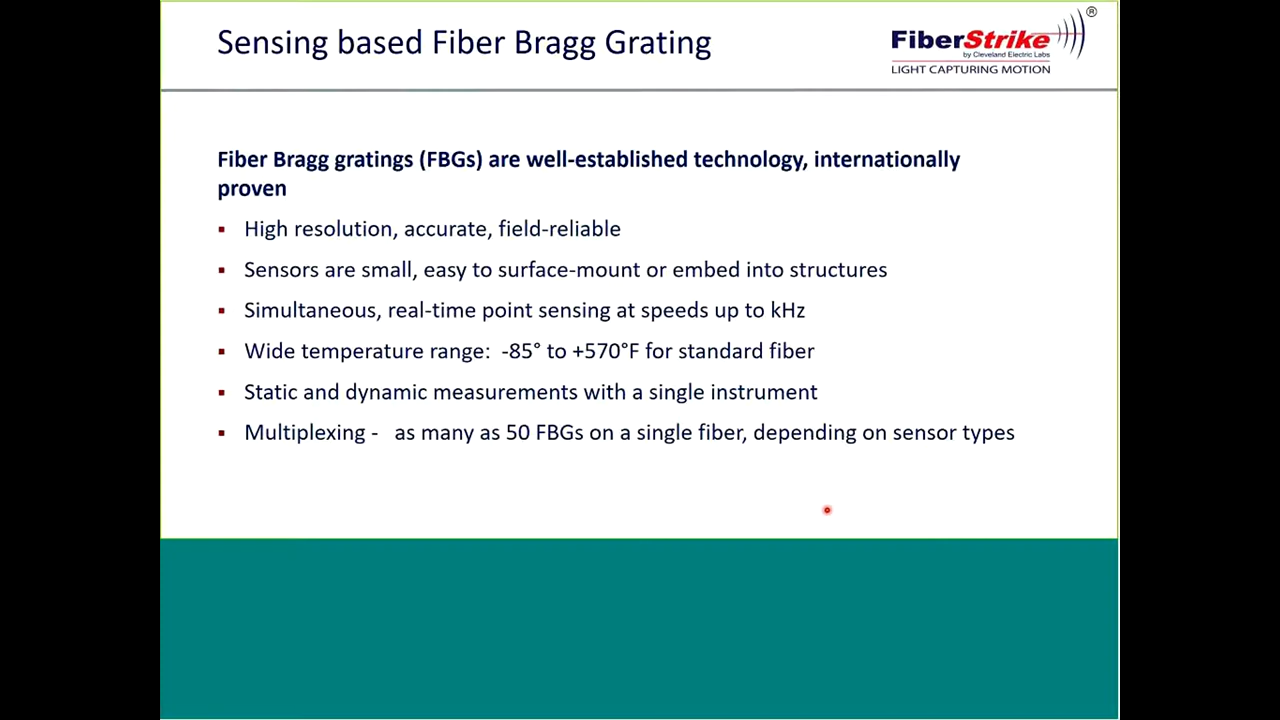 Sensing based Fiber Bragg Grating
FiberStrike ®
by Cleveland Electric Labs
LIGHT CAPTURING MOTION
Fiber Bragg gratings (FBGs) are well-established technology, internationally
proven
▪ High resolution, accurate, field-reliable
▪ Sensors are small, easy to surface-mount or embed into structures
▪ Simultaneous, real-time point sensing at speeds up to kHz
▪ Wide temperature range:  -85° to +570°F for standard fiber
▪ Static and dynamic measurements with a single instrument
▪ Multiplexing -  as many as 50 FBGs on a single fiber, depending on sensor types